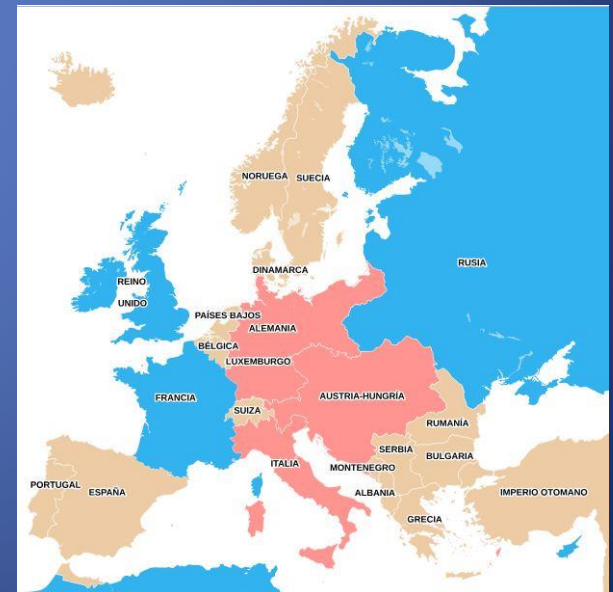 NORUEGA
SUECIA
RUSIA
DINAMARCA
REINO
UNIDO
PAÍSES BAJOS
ALEMANIA
BÉLGICA
LUXEMBURGO
FRANCIA
AUSTRIA-HUNGRÍA
SUIZA
RUMANÍA
SERBIA
BULGARIA
ITALIA
MONTENEGRO
PORTUGAL
ESPAÑA
ALBANIA
IMPERIO OTOMANO
GRECIA